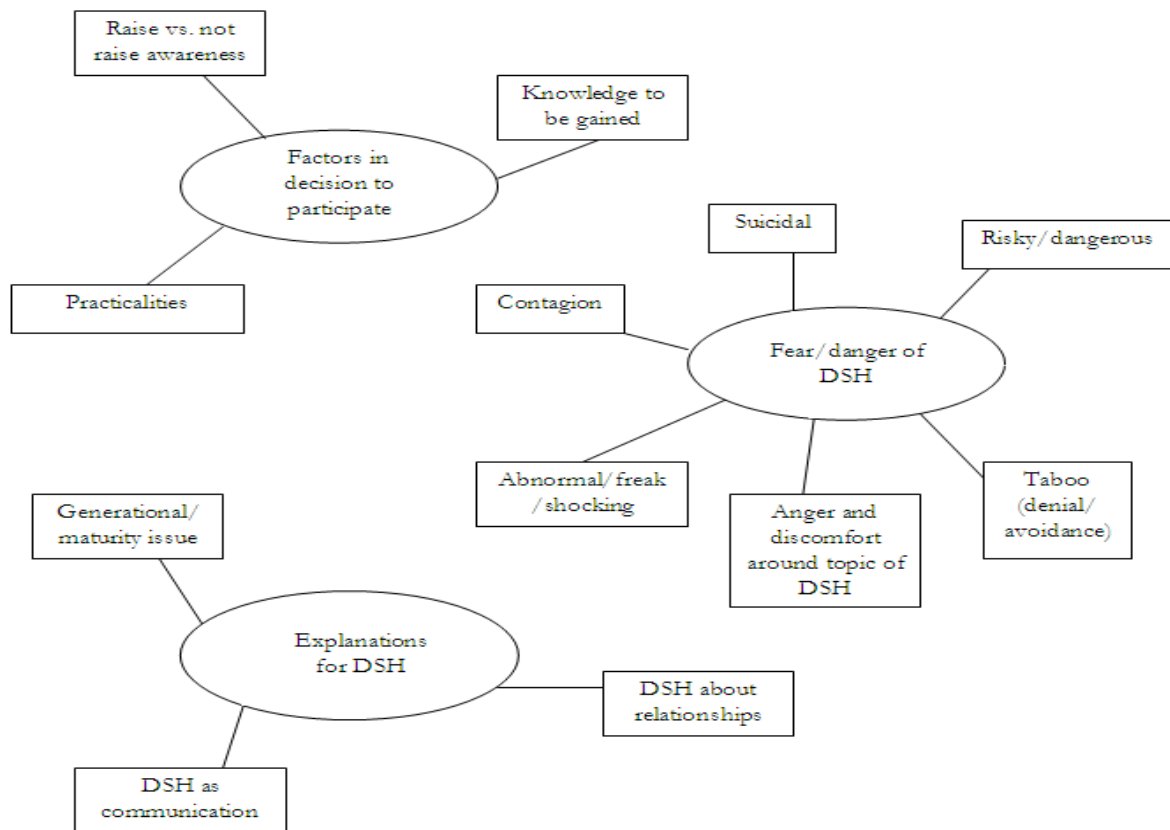 Raise vs. not
raise awareness
Knowledge to
be gained
Factors in
decision to
participate
Practicalities
Suicidal
Risky/dangerous
Contagion
Fear/danger of
DSH
Abnormal/freak
/shocking
Anger and
discomfort
around topic of
DSH
Taboo
(denial/
avoidance)
Generational/
maturity issue
Explanations
for DSH
DSH about
relationships
DSH as
communication